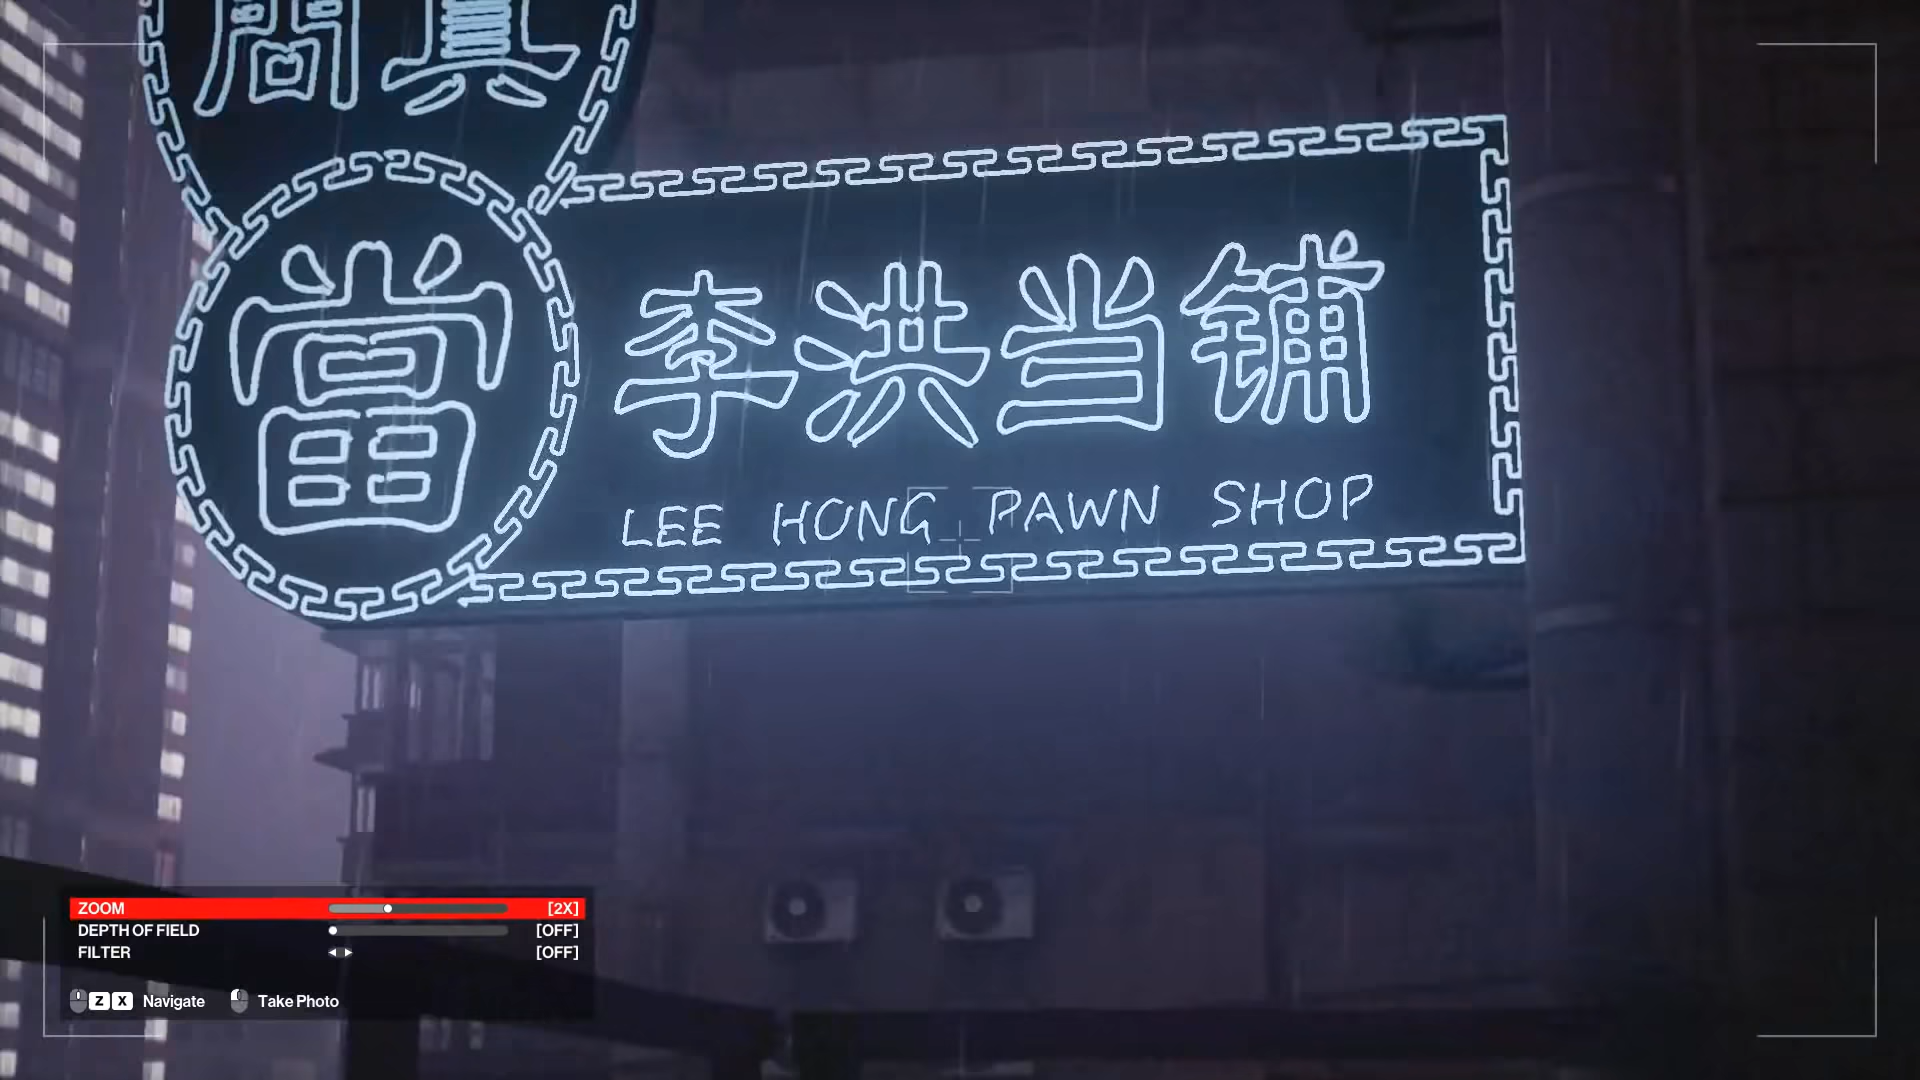 當
李洪当铺
LEE HONG PAWN SHOP
ZOOM [2X]
DEPTH OF FIELD [OFF]
FILTER [OFF]
Z X Navigate Take Photo